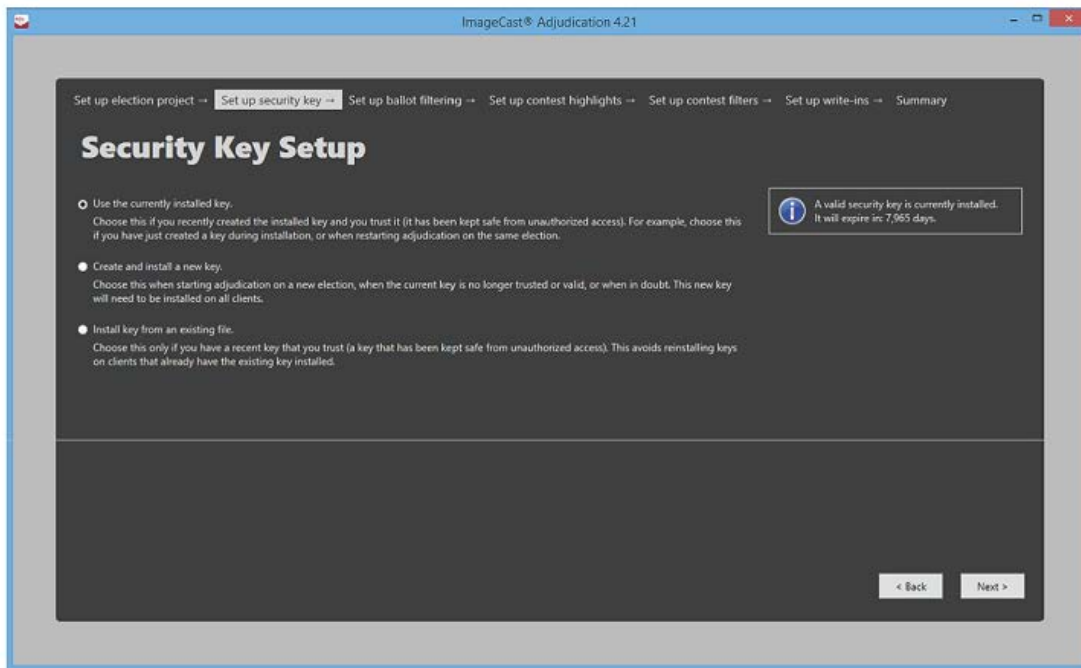 ImageCast® Adjudication 4.21
Set up election project → Set up security key → Set up ballot filtering → Set up contest highlights → Set up contest filters → Set up write-ins → Summary
Security Key Setup
Use the currently installed key.
Choose this if you recently created the installed key and you trust it (it has been kept safe from unauthorized access). For example, choose this
if you have just created a key during installation, or when restarting adjudication on the same election.
A valid security key is currently installed.
It will expire in: 7,965 days.
Create and install a new key.
Choose this when starting adjudication on a new election, when the current key is no longer trusted or valid, or when in doubt. This new key
will need to be installed on all clients.
Install key from an existing file.
Choose this only if you have a recent key that you trust (a key that has been kept safe from unauthorized access). This avoids reinstalling keys
on clients that already have the existing key installed.
< Back
Next >